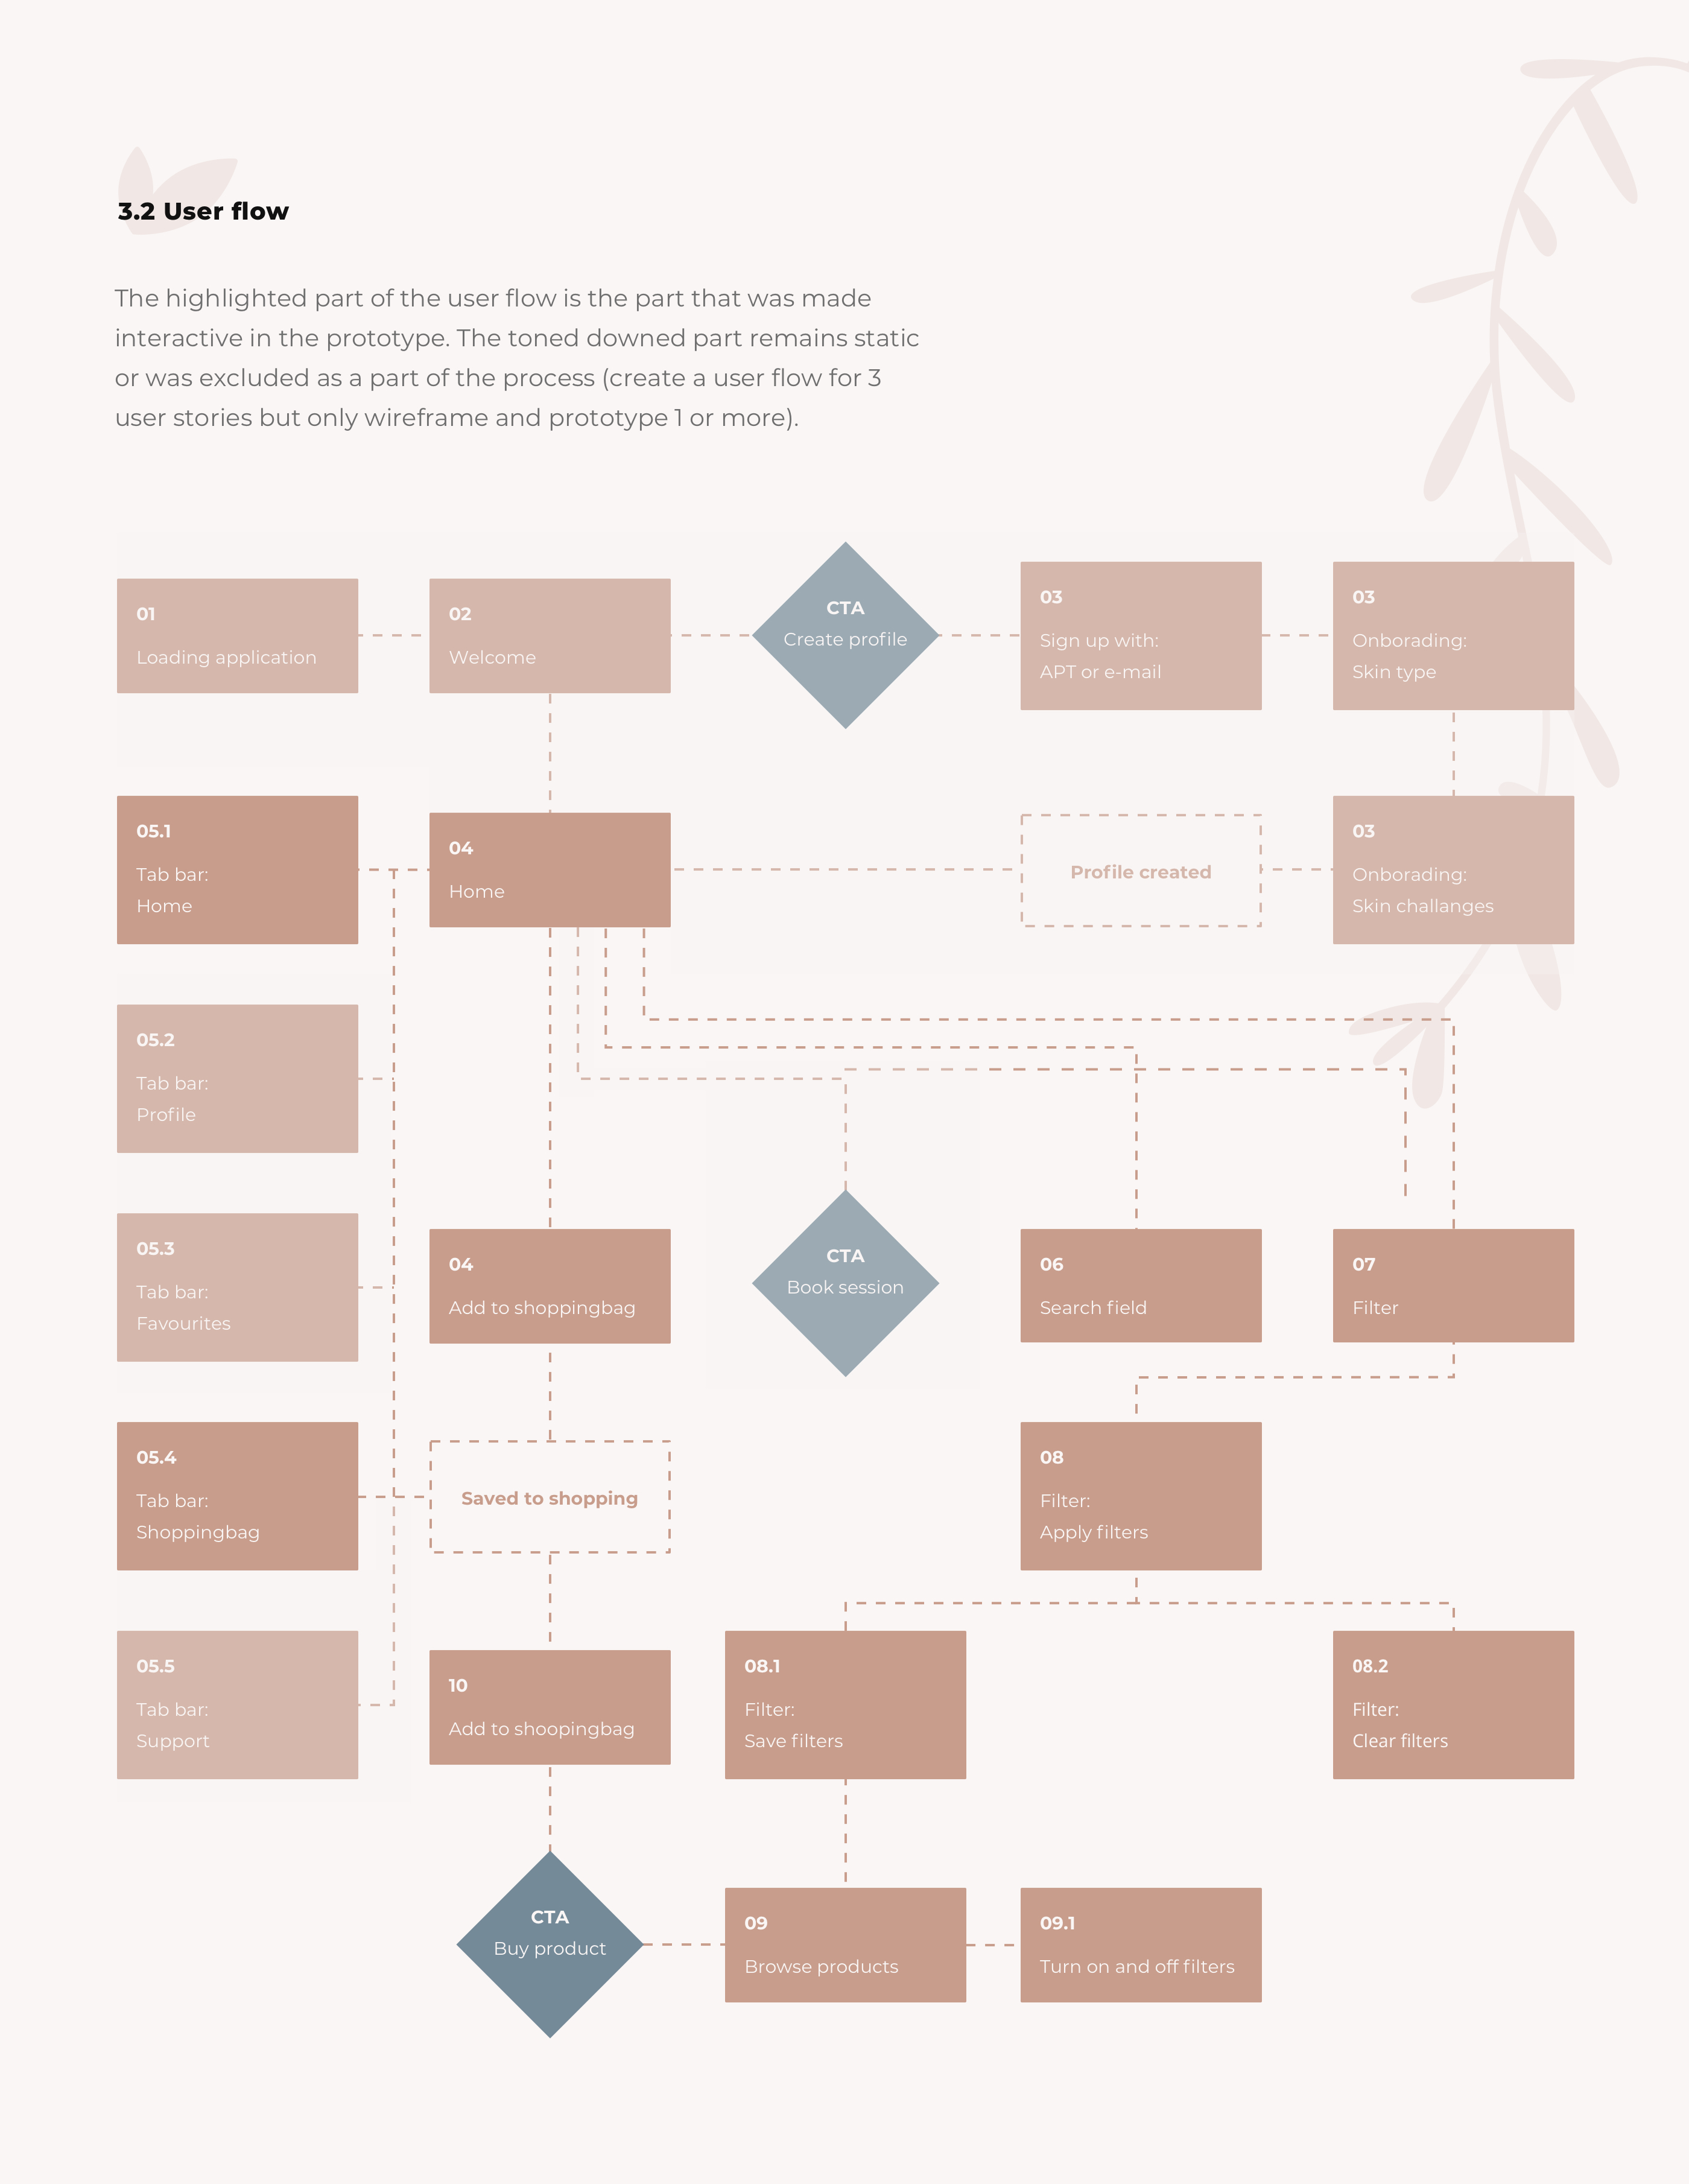 3.2 User flow
The highlighted part of the user flow is the part that was made
interactive in the prototype. The toned downed part remains static
or was excluded as a part of the process (create a user flow for 3
user stories but only wireframe and prototype 1 or more).
01
Loading application
02
Welcome
CTA
Create profile
03
Sign up with:
APT or e-mail
03
Onborading:
Skin type
05.1
Tab bar:
Home
04
Home
Profile created
03
Onborading:
Skin challanges
05.2
Tab bar:
Profile
05.3
Tab bar:
Favourites
04
Add to shoppingbag
CTA
Book session
06
Search field
07
Filter
05.4
Tab bar:
Shoppingbag
Saved to shopping
08
Filter:
Apply filters
05.5
Tab bar:
Support
10
Add to shoopingbag
08.1
Filter:
Save filters
08.2
Filter:
Clear filters
CTA
Buy product
09
Browse products
09.1
Turn on and off filters